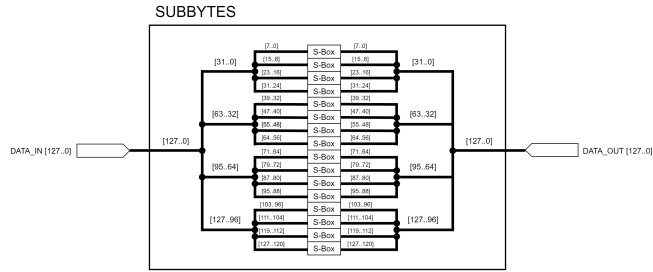 SUBBYTES
[7..0] S-Box [7..0]
[31..0] [15..8] S-Box [15..8] [31..0]
[23..16] S-Box [23..16]
[31..24] S-Box [31..24]
[39..32] S-Box [39..32]
[63..32] [47..40] S-Box [47..40] [63..32]
[55..48] S-Box [55..48]
[64..56] S-Box [64..56]
[127..0] [127..0]
DATA_IN [127..0] DATA_OUT [127..0]
[71..64] S-Box [71..64]
[95..64] [79..72] S-Box [79..72] [95..64]
[87..80] S-Box [87..80]
[95..88] S-Box [95..88]
[103..96] S-Box [103..96]
[127..96] [111..104] S-Box [111..104] [127..96]
[119..112] S-Box [119..112]
[127..120] S-Box [127..120]